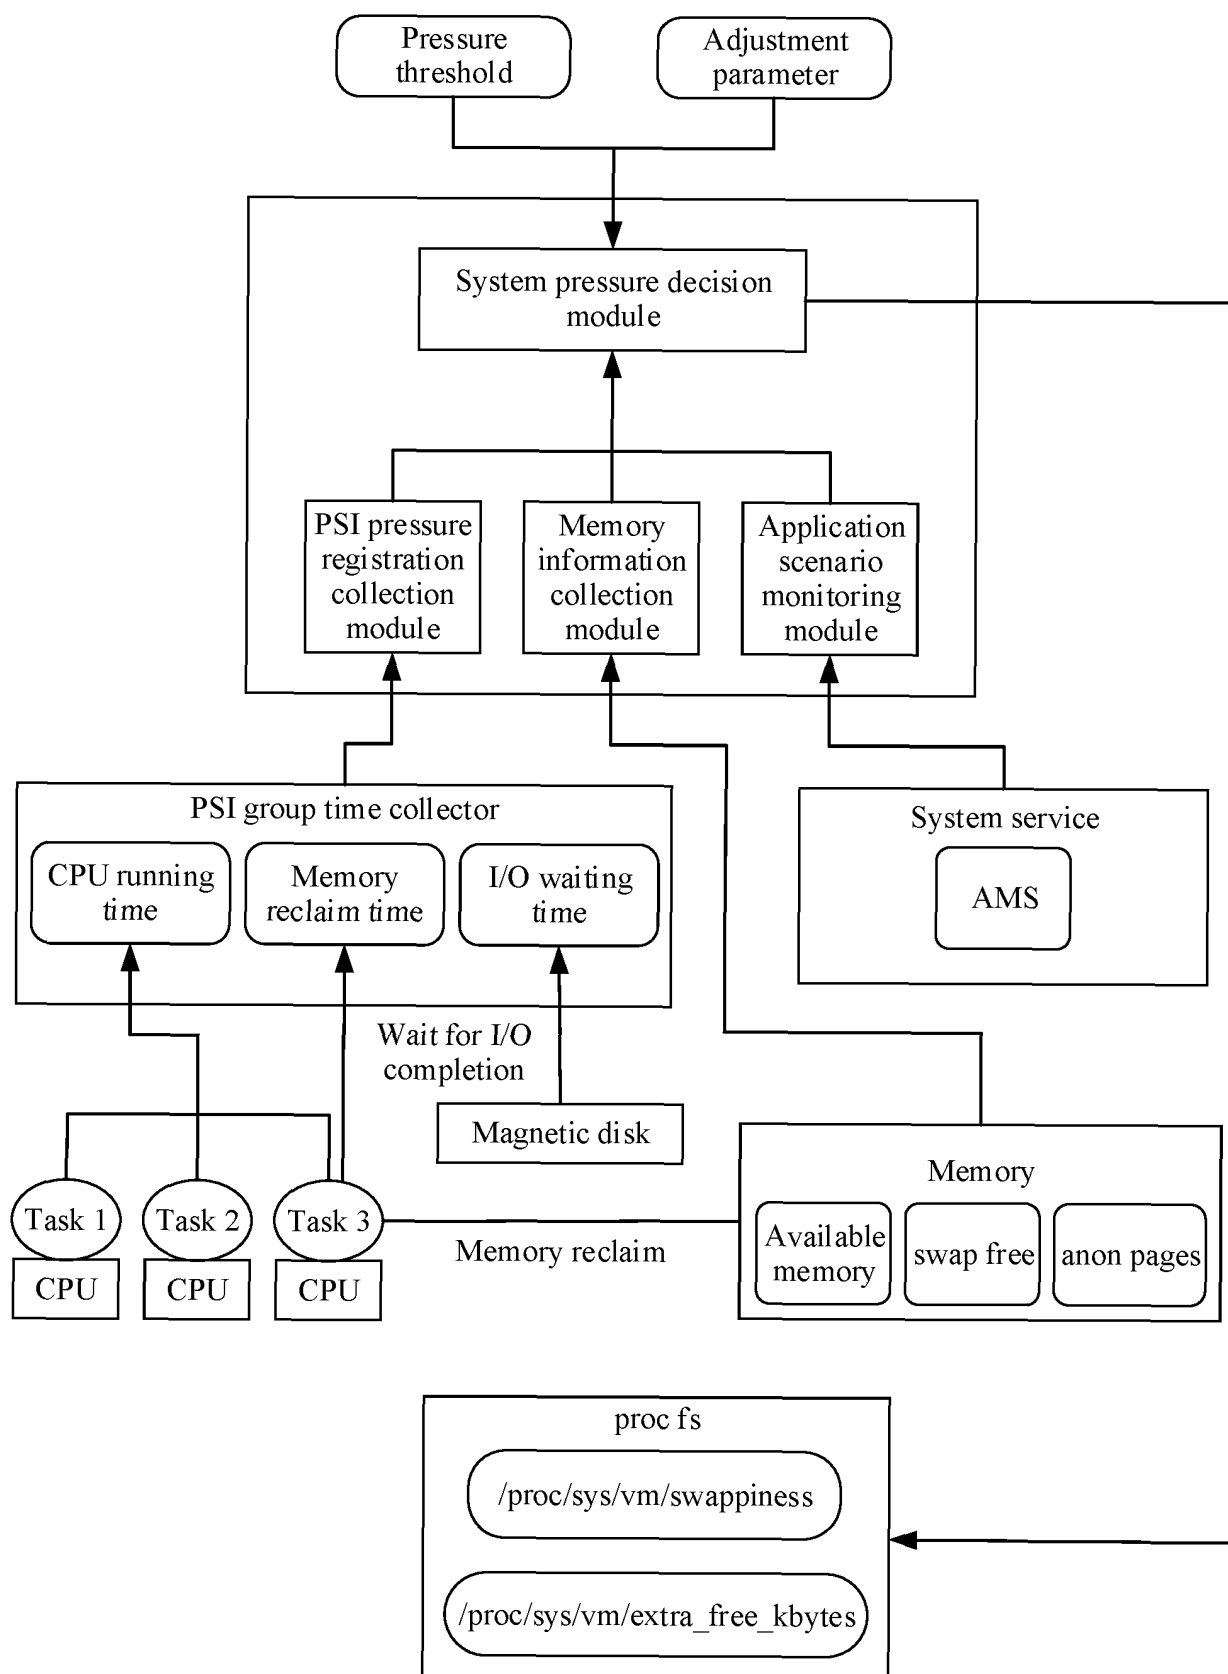 Pressure
threshold
Adjustment
parameter
System pressure decision
module
PSI pressure
registration
collection
module
Memory
information
collection
module
Application
scenario
monitoring
module
PSI group time collector
CPU running
time
Memory
reclaim time
I/O waiting
time
System service
AMS
Wait for I/O
completion
Magnetic disk
Task 1
Task 2
Task 3
CPU
CPU
CPU
Memory reclaim
Memory
Available
memory
swap free
anon pages
proc fs
/proc/sys/vm/swappiness
/proc/sys/vm/extra_free_kbytes